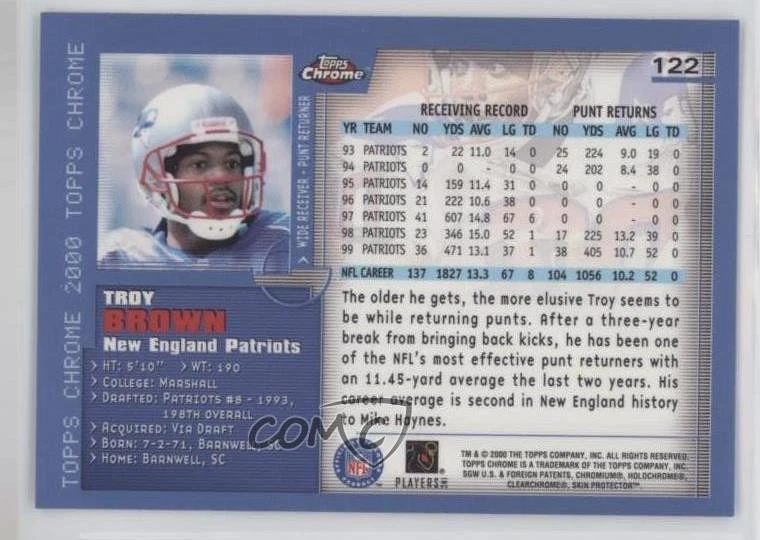 TOPPS CHROME 2000 TOPPS CHROME
Topps
Chrome
122
WIDE RECEIVER - PUNT RETURNER
RECEIVING RECORD PUNT RETURNS
YR TEAM NO YDS AVG LG TD NO YDS AVG LG TD
93 PATRIOTS 2 22 11.0 14 0 25 224 9.0 19 0
94 PATRIOTS 0 0 - 0 0 24 202 8.4 38 0
95 PATRIOTS 14 159 11.4 31 0 0 0 - 0 0
96 PATRIOTS 21 222 10.6 38 0 0 0 - 0 0
97 PATRIOTS 41 607 14.8 67 6 0 0 - 0 0
98 PATRIOTS 23 346 15.0 52 1 17 225 13.2 39 0
99 PATRIOTS 36 471 13.1 37 1 38 405 10.7 52 0
NFL CAREER 137 1827 13.3 67 8 104 1056 10.2 52 0
TROY
BROWN
New England Patriots
> HT: 5'10" > WT: 190
> COLLEGE: MARSHALL
> DRAFTED: PATRIOTS #8 - 1993,
198TH OVERALL
> ACQUIRED: VIA DRAFT
> BORN: 7-2-71, BARNWELL, SC
> HOME: BARNWELL, SC
The older he gets, the more elusive Troy seems to
be while returning punts. After a three-year
break from bringing back kicks, he has been one
of the NFL's most effective punt returners with
an 11.45-yard average the last two years. His
career average is second in New England history
to Mike Haynes.
COMC
NFL
PLAYERS INC
TM & © 2000 THE TOPPS COMPANY, INC. ALL RIGHTS RESERVED.
TOPPS CHROME IS A TRADEMARK OF THE TOPPS COMPANY, INC.
SGW U.S. & FOREIGN PATENTS, CHROMIUM®, HOLOCHROME®,
CLEARCHROME®, SKIN PROTECTOR™.